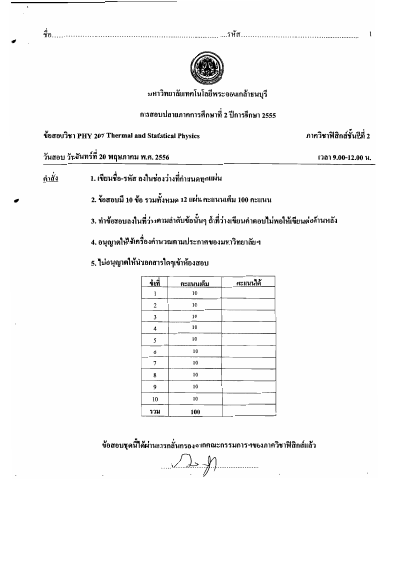 ชื่อ......................................................รหัส........................................ 1
มหาวิทยาลัยเทคโนโลยีพระจอมเกล้าธนบุรี
การสอบปลายภาคการศึกษาที่ 2 ปีการศึกษา 2555
ข้อสอบวิชา PHY 207 Thermal and Statatical Physics ภาควิชาฟิสิกส์ชั้นปีที่ 2
วันสอบ วันจันทร์ที่ 20 พฤษภาคม พ.ศ. 2556 เวลา 9.00-12.00 น.
คำสั่ง 1. เขียนชื่อ-รหัส ลงในช่องว่างที่กำหนดทุกแผ่น
2. ข้อสอบมี 10 ข้อ รวมทั้งหมด 12 แผ่น คะแนนเต็ม 100 คะแนน
3. ทำข้อสอบลงในที่ว่างตามลำดับข้อนั้นๆ ถ้าที่ว่างเขียนคำตอบไม่พอให้เขียนต่อด้านหลัง
4. อนุญาตให้ใช้เครื่องคำนวณตามประกาศของมหาวิทยาลัยฯ
5. ไม่อนุญาตให้นำเอกสารใดๆเข้าห้องสอบ
ข้อที่ คะแนนเต็ม คะแนนได้
1 10
2 10
3 10
4 10
5 10
6 10
7 10
8 10
9 10
10 10
รวม 100
ข้อสอบชุดนี้ได้ผ่านการกลั่นกรองจากคณะกรรมการฯของภาควิชาฟิสิกส์แล้ว